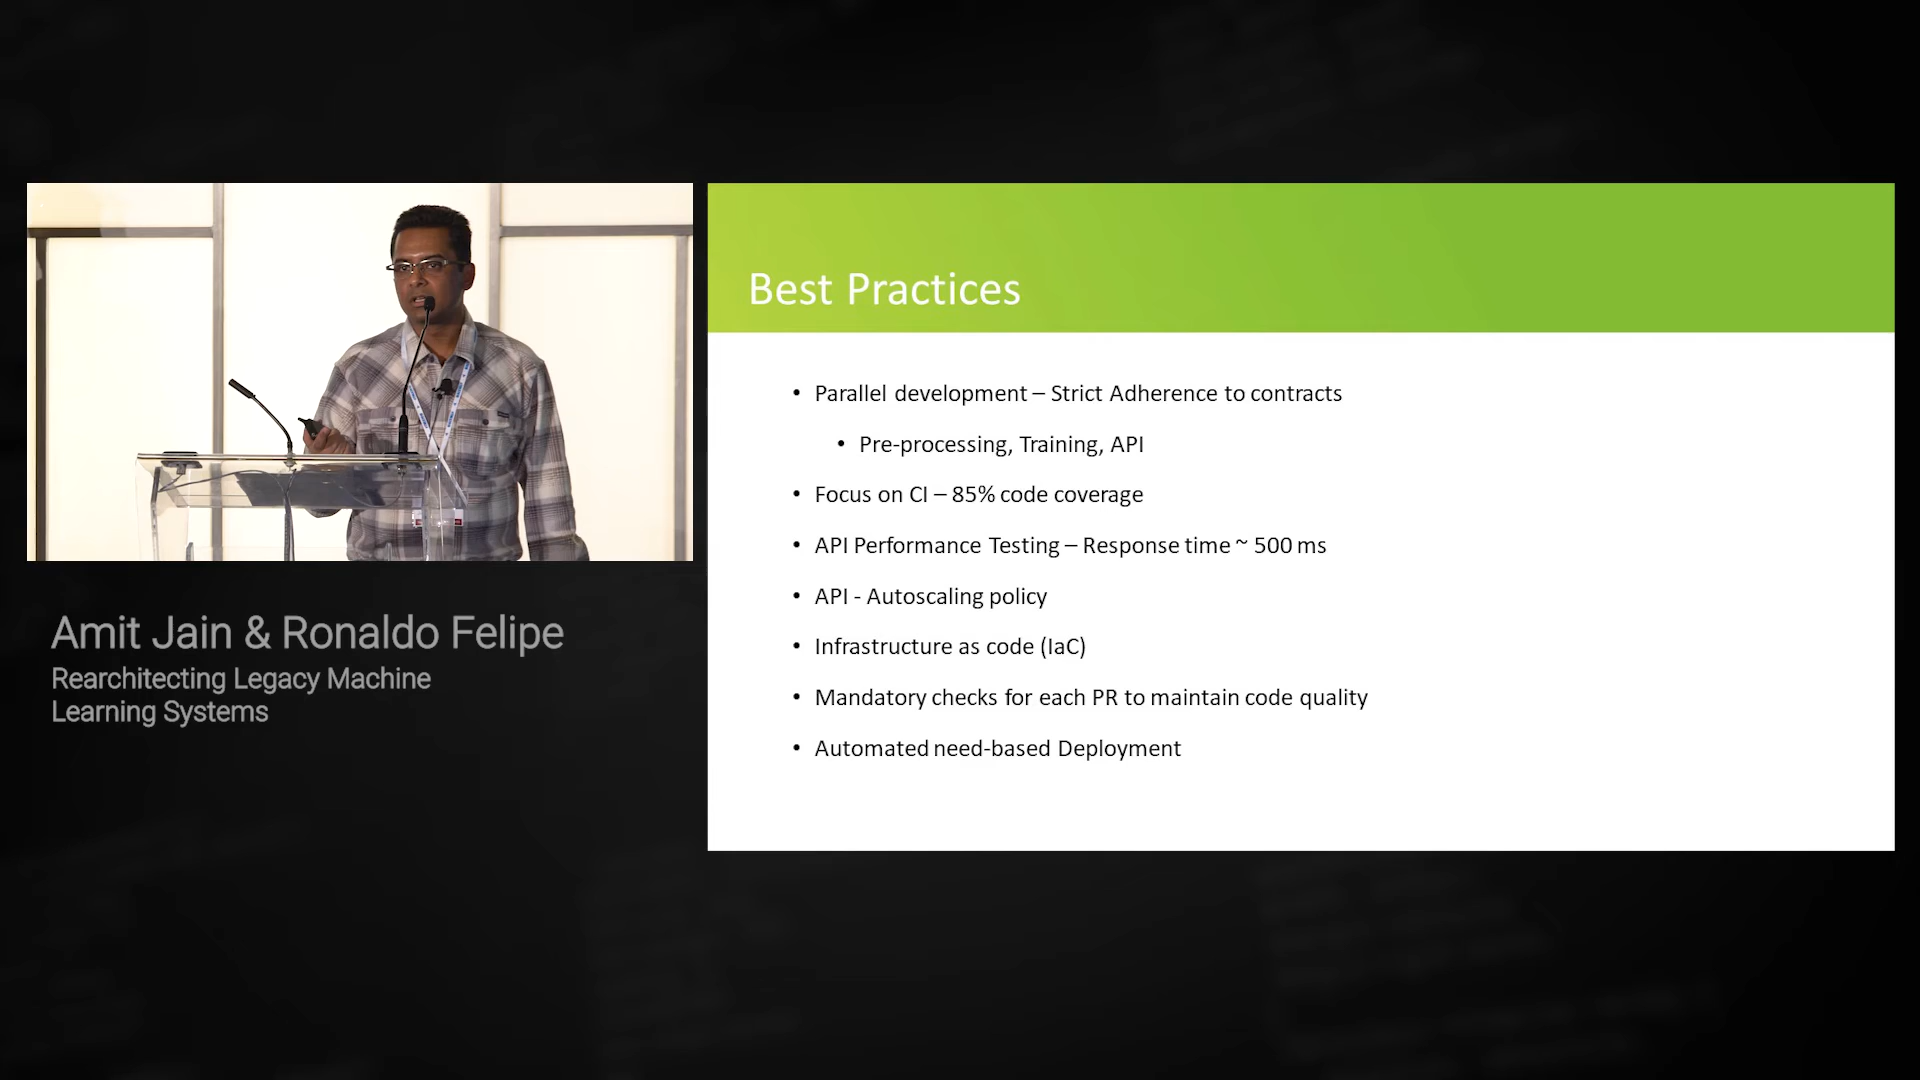 Amit Jain & Ronaldo Felipe
Rearchitecting Legacy Machine
Learning Systems
Best Practices
• Parallel development – Strict Adherence to contracts
• Pre-processing, Training, API
• Focus on CI – 85% code coverage
• API Performance Testing – Response time ~ 500 ms
• API - Autoscaling policy
• Infrastructure as code (IaC)
• Mandatory checks for each PR to maintain code quality
• Automated need-based Deployment